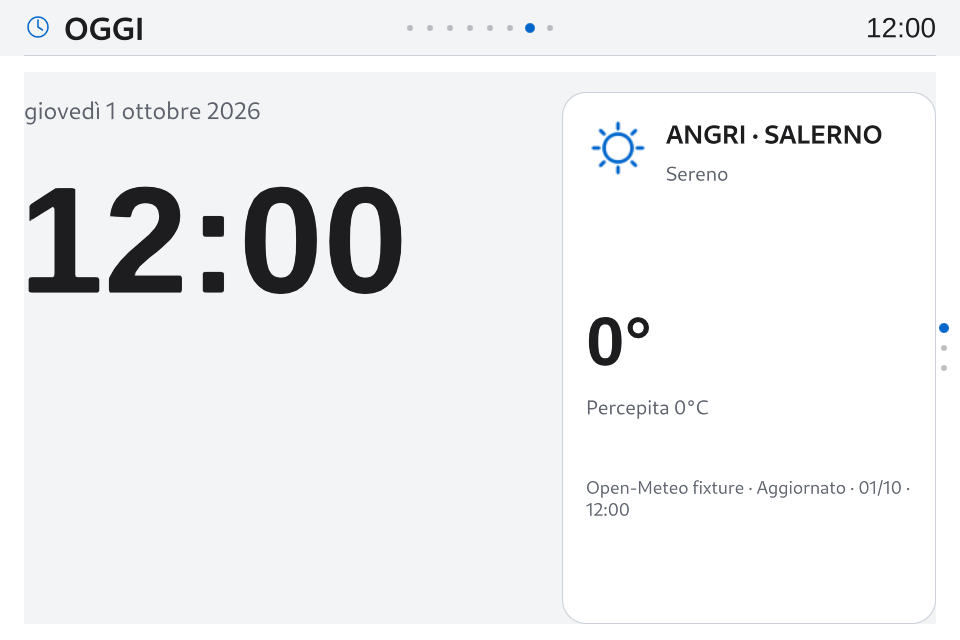 OGGI
12:00
giovedì 1 ottobre 2026
12:00
ANGRI · SALERNO
Sereno
0°
Percepita 0°C
Open-Meteo fixture · Aggiornato · 01/10 ·
12:00